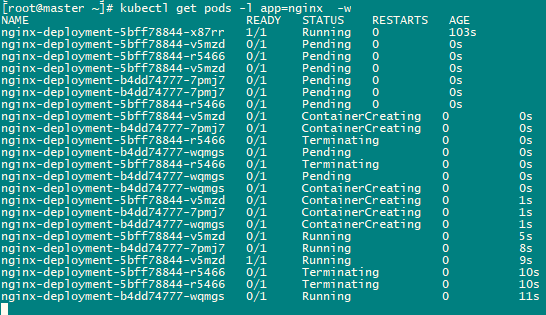 [root@master ~]# kubectl get pods -l app=nginx  -w
NAME                                READY   STATUS    RESTARTS   AGE
nginx-deployment-5bff78844-x87rr   1/1     Running   0          103s
nginx-deployment-5bff78844-v5mzd   0/1     Pending   0          0s
nginx-deployment-5bff78844-r5466   0/1     Pending   0          0s
nginx-deployment-5bff78844-v5mzd   0/1     Pending   0          0s
nginx-deployment-b4dd74777-7pmj7   0/1     Pending   0          0s
nginx-deployment-b4dd74777-7pmj7   0/1     Pending   0          0s
nginx-deployment-5bff78844-r5466   0/1     Pending   0          0s
nginx-deployment-5bff78844-v5mzd   0/1     ContainerCreating   0          0s
nginx-deployment-b4dd74777-7pmj7   0/1     ContainerCreating   0          0s
nginx-deployment-5bff78844-r5466   0/1     Terminating         0          0s
nginx-deployment-b4dd74777-wqmgs   0/1     Pending             0          0s
nginx-deployment-5bff78844-r5466   0/1     Terminating         0          0s
nginx-deployment-b4dd74777-wqmgs   0/1     Pending             0          0s
nginx-deployment-b4dd74777-wqmgs   0/1     ContainerCreating   0          0s
nginx-deployment-5bff78844-v5mzd   0/1     ContainerCreating   0          1s
nginx-deployment-b4dd74777-7pmj7   0/1     ContainerCreating   0          1s
nginx-deployment-b4dd74777-wqmgs   0/1     ContainerCreating   0          1s
nginx-deployment-5bff78844-v5mzd   0/1     Running             0          5s
nginx-deployment-b4dd74777-7pmj7   0/1     Running             0          8s
nginx-deployment-5bff78844-v5mzd   1/1     Running             0          9s
nginx-deployment-5bff78844-r5466   0/1     Terminating         0          10s
nginx-deployment-5bff78844-r5466   0/1     Terminating         0          10s
nginx-deployment-b4dd74777-wqmgs   0/1     Running             0          11s